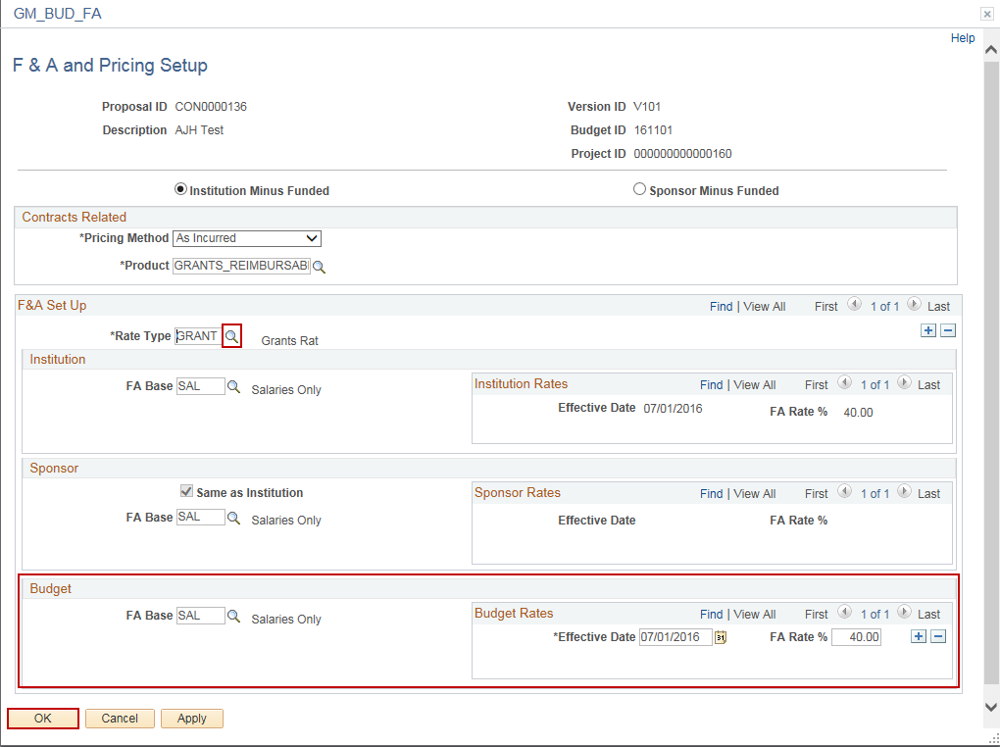 GM_BUD_FA
Help
F & A and Pricing Setup
Proposal ID CON0000136 Version ID V101
Description AJH Test Budget ID 161101
Project ID 000000000000160
Institution Minus Funded Sponsor Minus Funded
Contracts Related
*Pricing Method As Incurred
*Product GRANTS_REIMBURSABL
F&A Set Up Find | View All First 1 of 1 Last
*Rate Type GRANT Grants Rat
Institution
FA Base SAL Salaries Only
Institution Rates Find | View All First 1 of 1 Last
Effective Date 07/01/2016 FA Rate % 40.00
Sponsor
Same as Institution
FA Base SAL Salaries Only
Sponsor Rates Find | View All First 1 of 1 Last
Effective Date FA Rate %
Budget
FA Base SAL Salaries Only
Budget Rates Find | View All First 1 of 1 Last
*Effective Date 07/01/2016 31 FA Rate % 40.00
OK Cancel Apply